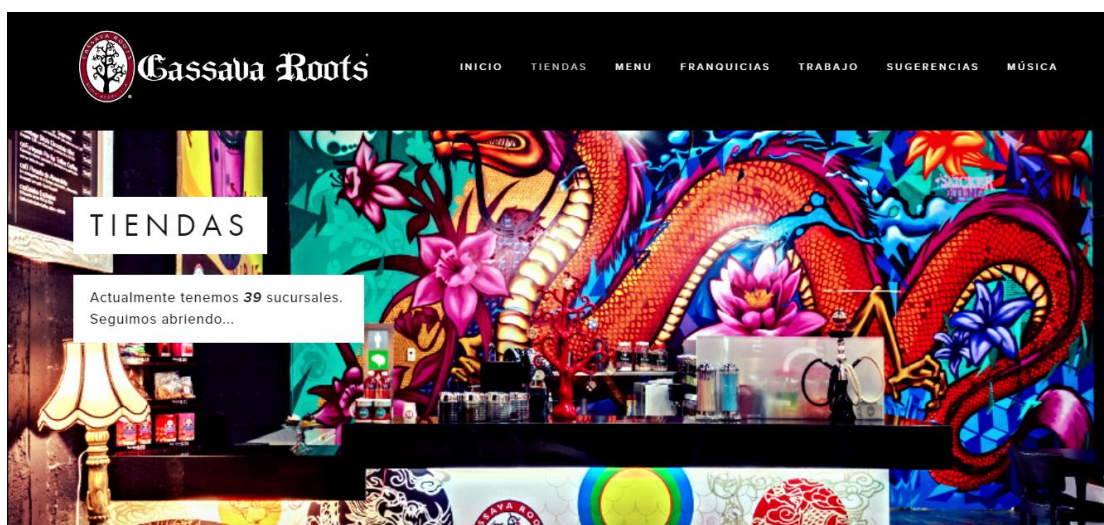 Cassava Roots
INICIO TIENDAS MENU FRANQUICIAS TRABAJO SUGERENCIAS MÚSICA
TIENDAS
Actualmente tenemos 39 sucursales.
Seguimos abriendo...